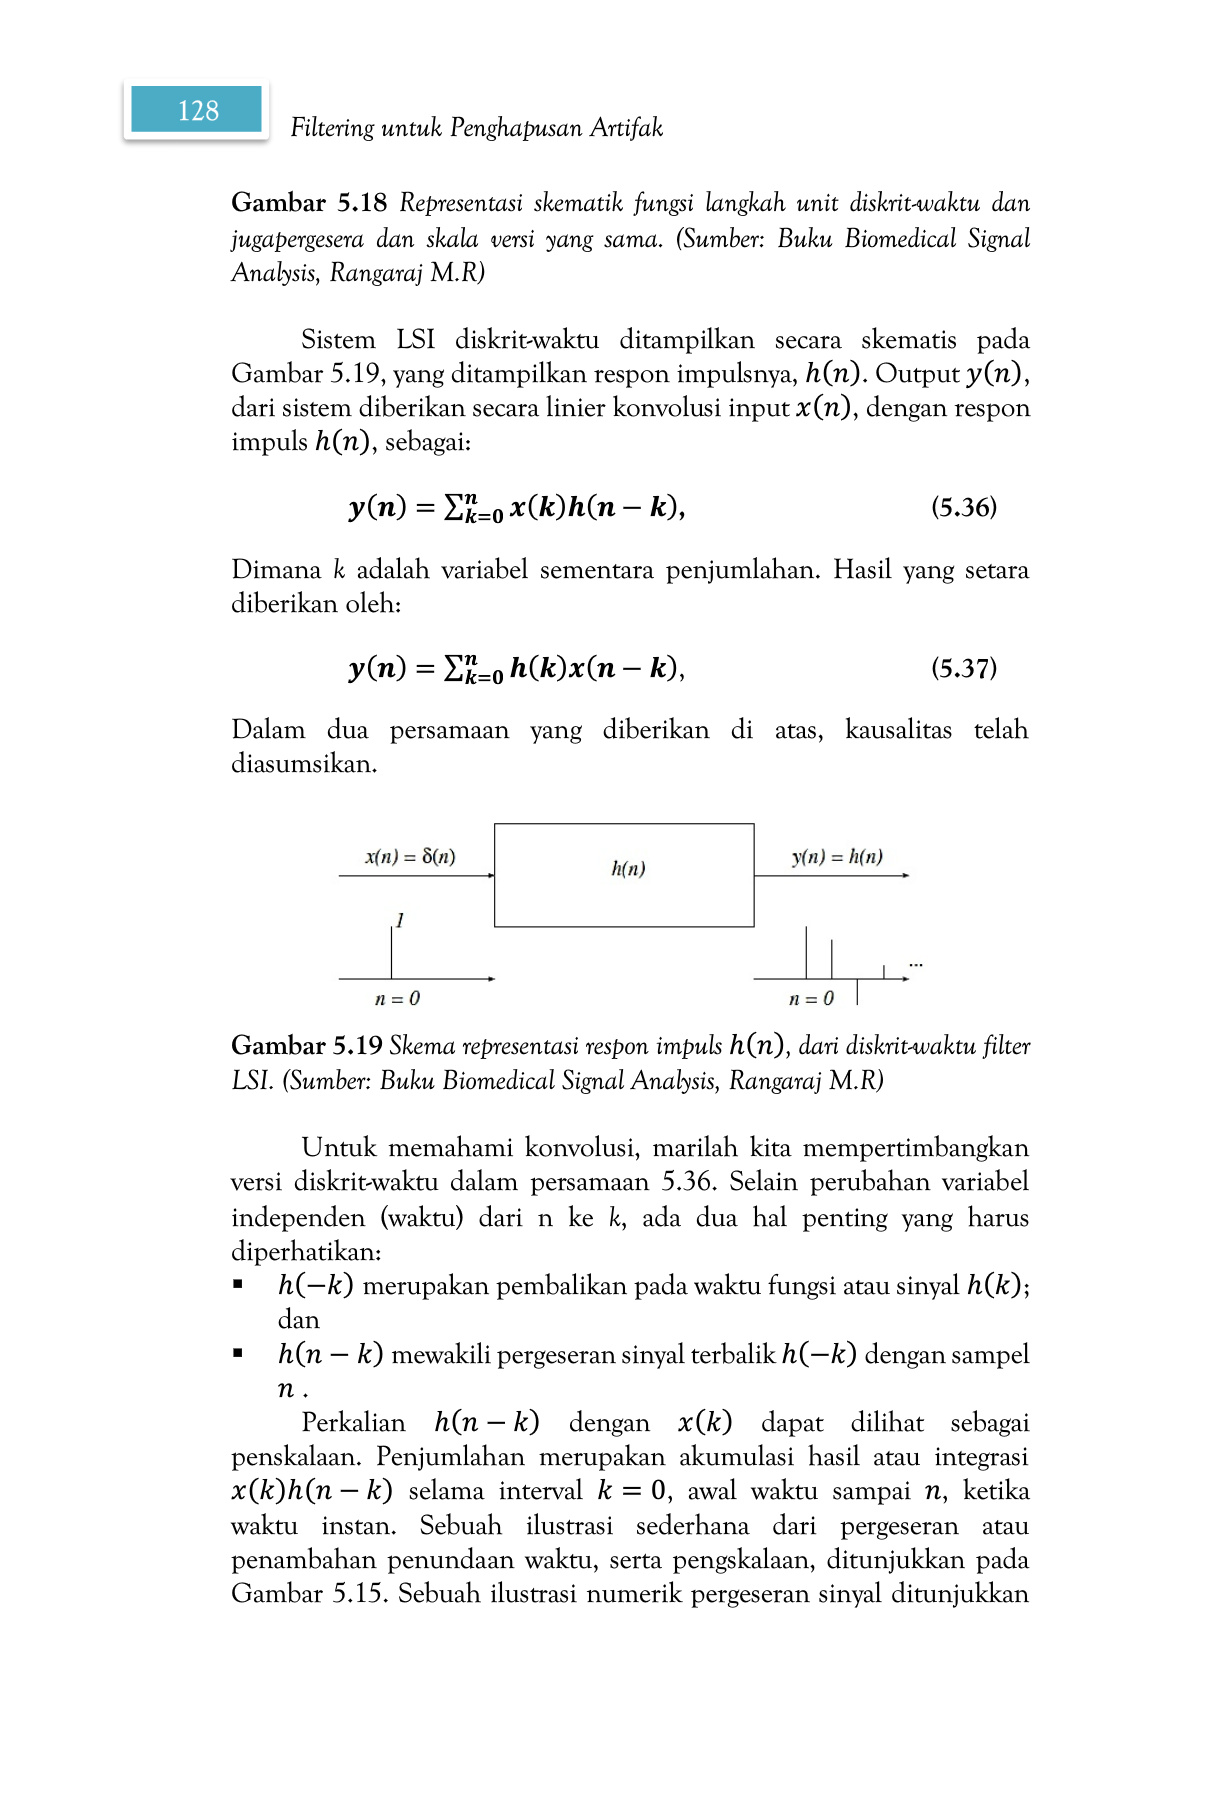 128
Filtering untuk Penghapusan Artifak
Gambar 5.18 Representasi skematik fungsi langkah unit diskrit-waktu dan
jugapergesera dan skala versi yang sama. (Sumber: Buku Biomedical Signal
Analysis, Rangaraj M.R)
Sistem LSI diskrit-waktu ditampilkan secara skematis pada
Gambar 5.19, yang ditampilkan respon impulsnya, h(n). Output y(n),
dari sistem diberikan secara linier konvolusi input x(n), dengan respon
impuls h(n), sebagai:
y(n) = ∑ⁿₖ₌₀ x(k)h(n − k), (5.36)
Dimana k adalah variabel sementara penjumlahan. Hasil yang setara
diberikan oleh:
y(n) = ∑ⁿₖ₌₀ h(k)x(n − k), (5.37)
Dalam dua persamaan yang diberikan di atas, kausalitas telah
diasumsikan.
x(n) = δ(n) h(n) y(n) = h(n)
1
...
n = 0 n = 0
Gambar 5.19 Skema representasi respon impuls h(n), dari diskrit-waktu filter
LSI. (Sumber: Buku Biomedical Signal Analysis, Rangaraj M.R)
Untuk memahami konvolusi, marilah kita mempertimbangkan
versi diskrit-waktu dalam persamaan 5.36. Selain perubahan variabel
independen (waktu) dari n ke k, ada dua hal penting yang harus
diperhatikan:
▪ h(−k) merupakan pembalikan pada waktu fungsi atau sinyal h(k);
dan
▪ h(n − k) mewakili pergeseran sinyal terbalik h(−k) dengan sampel
n .
Perkalian h(n − k) dengan x(k) dapat dilihat sebagai
penskalaan. Penjumlahan merupakan akumulasi hasil atau integrasi
x(k)h(n − k) selama interval k = 0, awal waktu sampai n, ketika
waktu instan. Sebuah ilustrasi sederhana dari pergeseran atau
penambahan penundaan waktu, serta pengskalaan, ditunjukkan pada
Gambar 5.15. Sebuah ilustrasi numerik pergeseran sinyal ditunjukkan